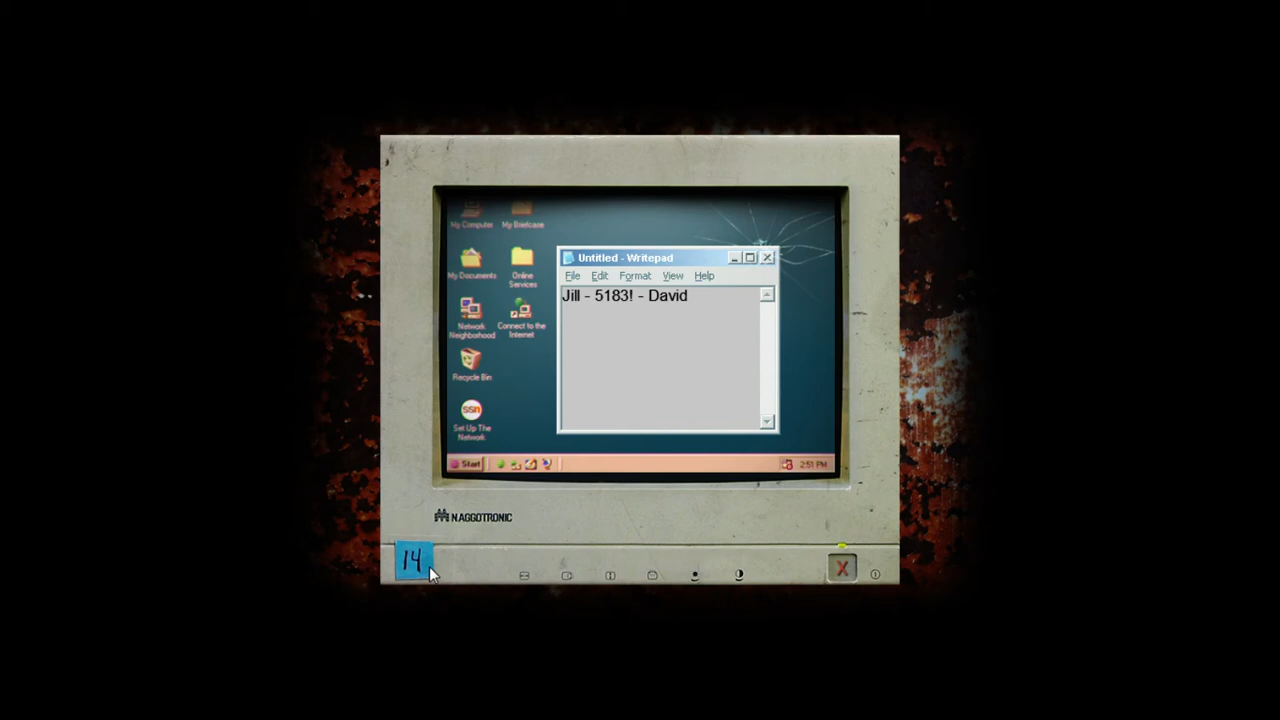 My Computer
My Briefcase
My Documents
Online
Services
Network
Neighborhood
Connect to the
Internet
Recycle Bin
ssn
Set Up The
Network
Untitled - Writepad
File Edit Format View Help
Jill - 5183! - David
Start
2:51 PM
NAGGOTRONIC
14
X